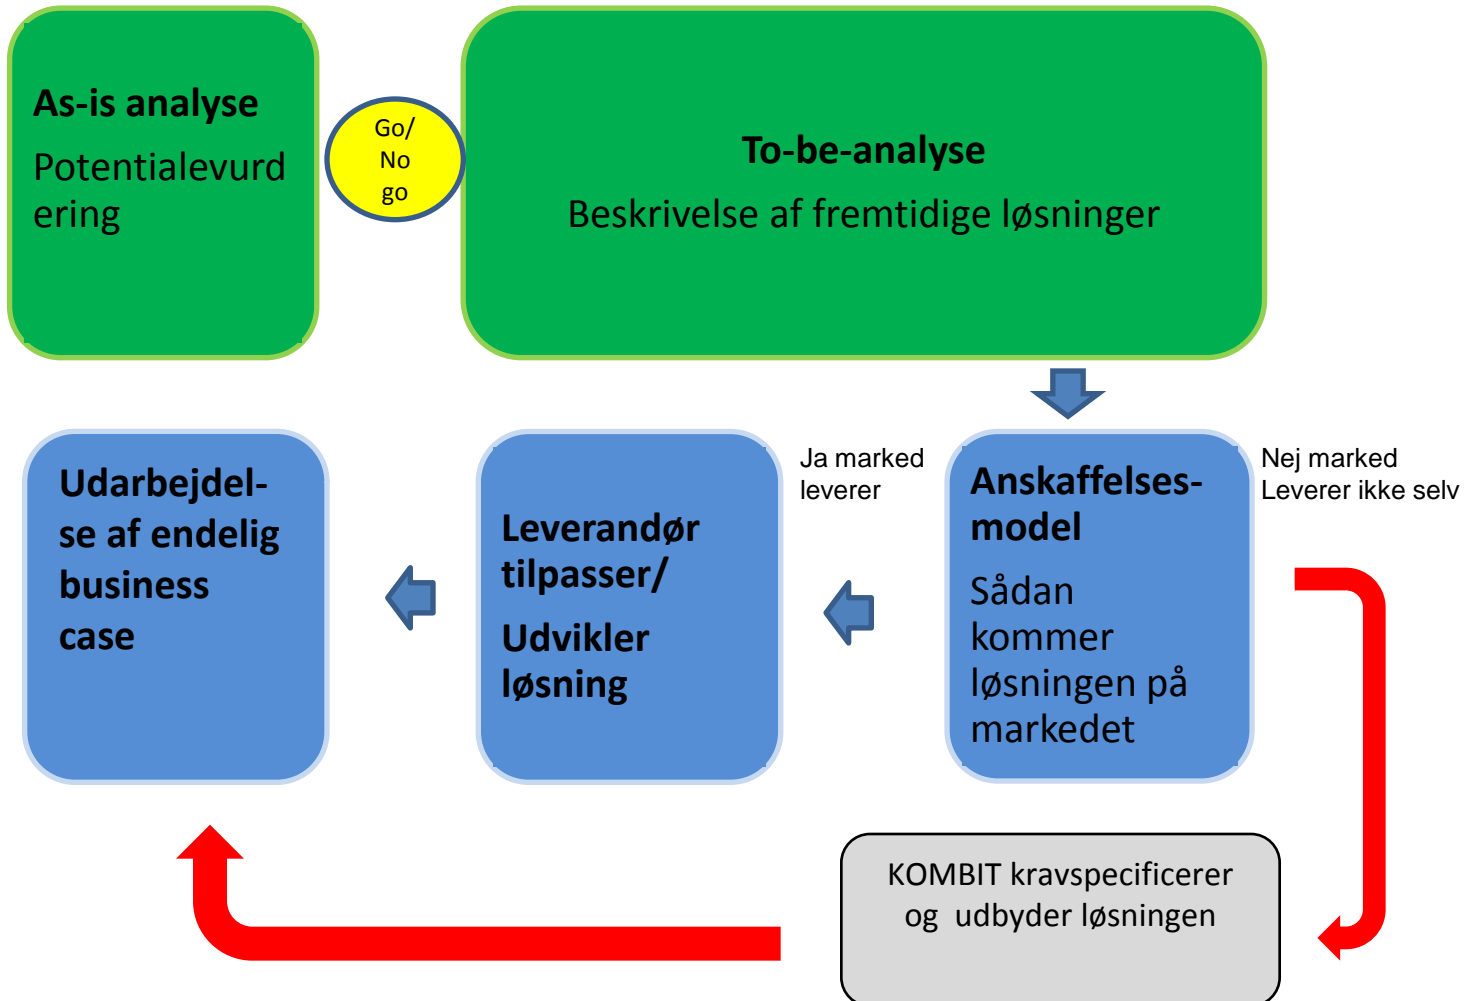 As-is analyse
Potentialevurd
ering
Go/
No
go
To-be-analyse
Beskrivelse af fremtidige løsninger
Udarbejdel-
se af endelig
business
case
Leverandør
tilpasser/
Udvikler
løsning
Ja marked
leverer
Anskaffelses-
model
Sådan
kommer
løsningen på
markedet
Nej marked
Leverer ikke selv
KOMBIT kravspecificerer
og  udbyder løsningen